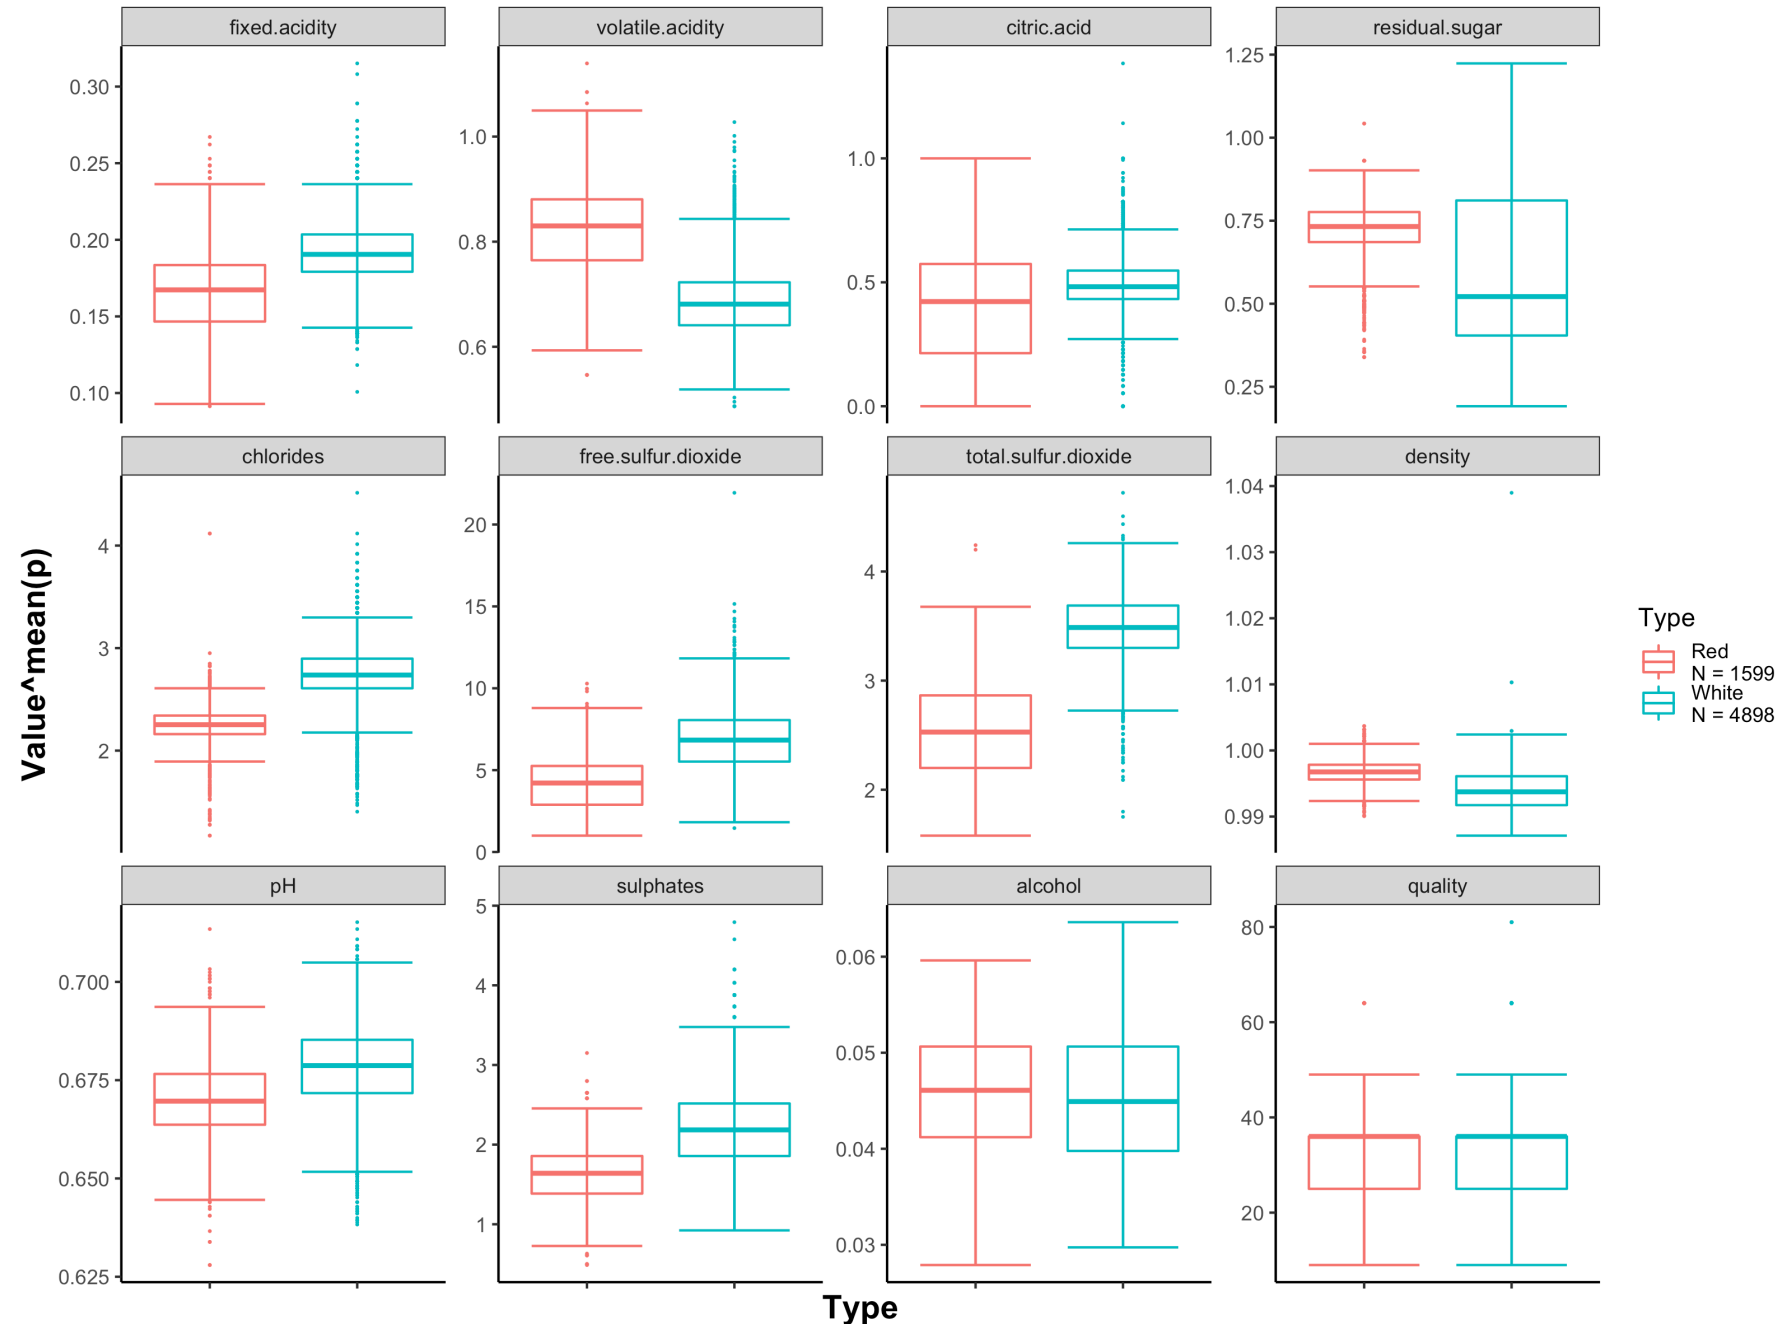 fixed.acidity
volatile.acidity
citric.acid
residual.sugar
0.30
0.25
0.20
0.15
0.10
1.0
0.8
0.6
1.0
0.5
0.0
1.25
1.00
0.75
0.50
0.25
chlorides
free.sulfur.dioxide
total.sulfur.dioxide
density
4
3
2
20
15
10
5
0
4
3
2
1.04
1.03
1.02
1.01
1.00
0.99
pH
sulphates
alcohol
quality
0.700
0.675
0.650
0.625
5
4
3
2
1
0.06
0.05
0.04
0.03
80
60
40
20
Value^mean(p)
Type
Type
Red
N = 1599
White
N = 4898